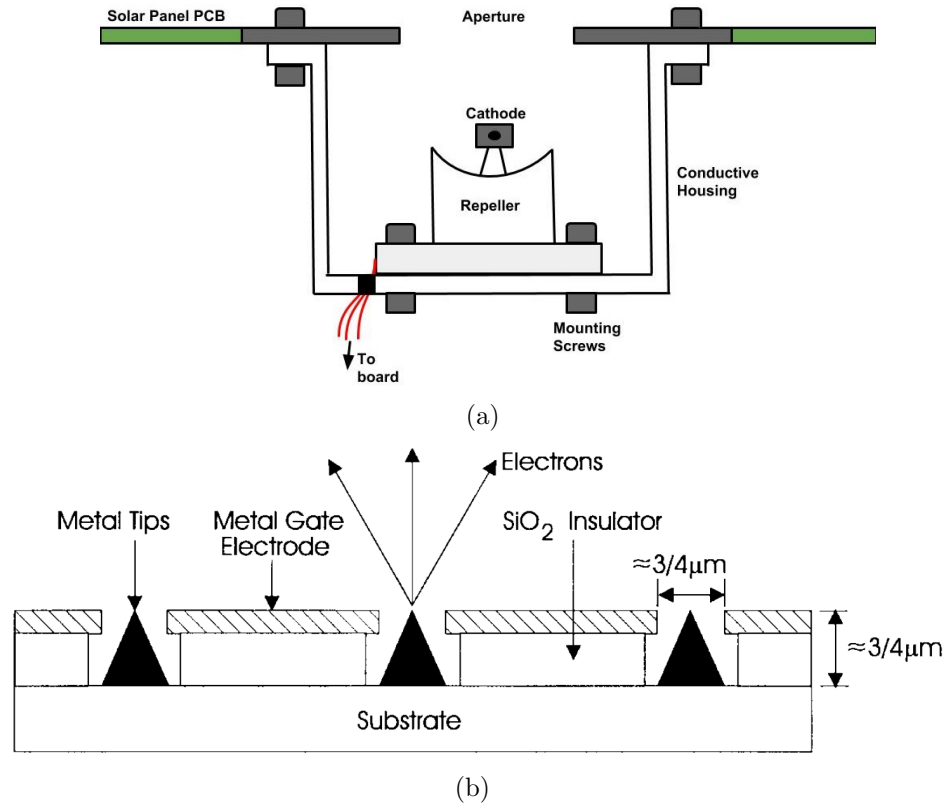 Solar Panel PCB
Aperture
Cathode
Conductive
Housing
Repeller
Mounting
Screws
To
board
(a)
Electrons
Metal Tips
Metal Gate
Electrode
SiO₂ Insulator
≈3/4μm
≈3/4μm
Substrate
(b)